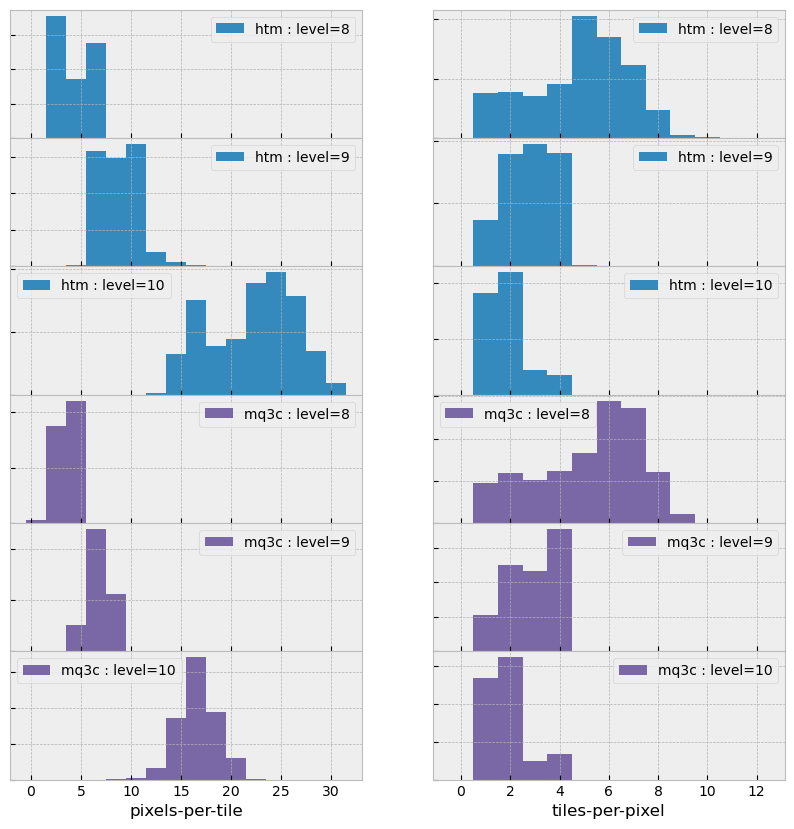 htm : level=8
htm : level=8
htm : level=9
htm : level=9
htm : level=10
htm : level=10
mq3c : level=8
mq3c : level=8
mq3c : level=9
mq3c : level=9
mq3c : level=10
mq3c : level=10
0 5 10 15 20 25 30
0 2 4 6 8 10 12
pixels-per-tile
tiles-per-pixel